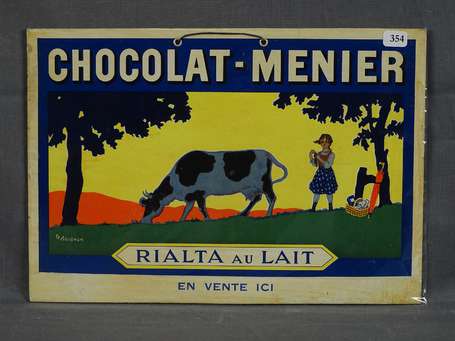 354
CHOCOLAT-MENIER
RIALTA AU LAIT
EN VENTE ICI